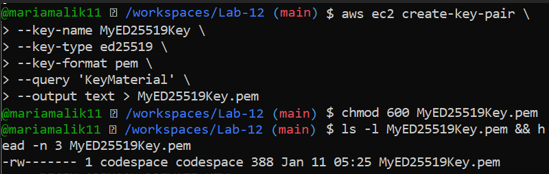 @mariamalik11 /workspaces/Lab-12 (main) $ aws ec2 create-key-pair \
> --key-name MyED25519Key \
> --key-type ed25519 \
> --key-format pem \
> --query 'KeyMaterial' \
> --output text > MyED25519Key.pem
@mariamalik11 /workspaces/Lab-12 (main) $ chmod 600 MyED25519Key.pem
@mariamalik11 /workspaces/Lab-12 (main) $ ls -l MyED25519Key.pem && h
ead -n 3 MyED25519Key.pem
-rw------- 1 codespace codespace 388 Jan 11 05:25 MyED25519Key.pem